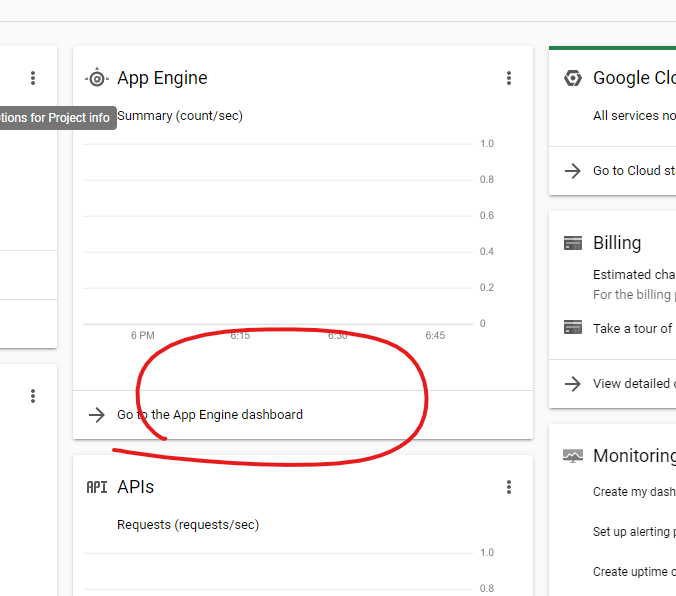 App Engine
tions for Project info
Summary (count/sec)
1.0
0.8
0.6
0.4
0.2
0
6 PM 6:15 6:30 6:45
Go to the App Engine dashboard
API APIs
Requests (requests/sec)
1.0
0.8
Google Clo
All services no
Go to Cloud st
Billing
Estimated cha
For the billing p
Take a tour of
View detailed c
Monitoring
Create my dash
Set up alerting p
Create uptime c